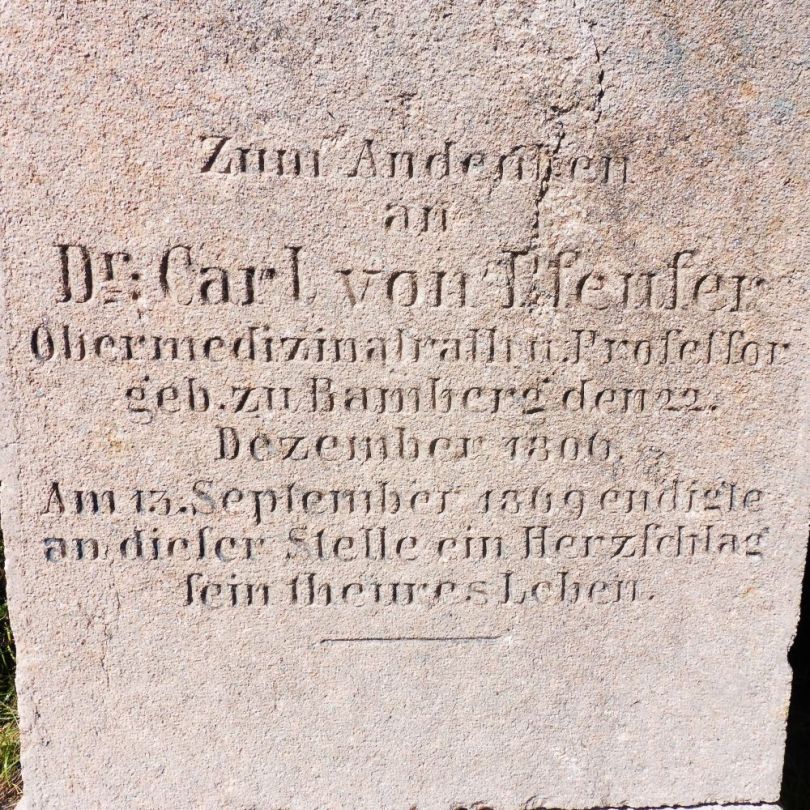 Zum Andenken
an
Dr. Carl von Pfeufer
Obermedizinalrath u. Professor
geb. zu Bamberg den 22.
Dezember 1806.
Am 13. September 1869 endigte
an dieser Stelle ein Herzschlag
sein theures Leben.